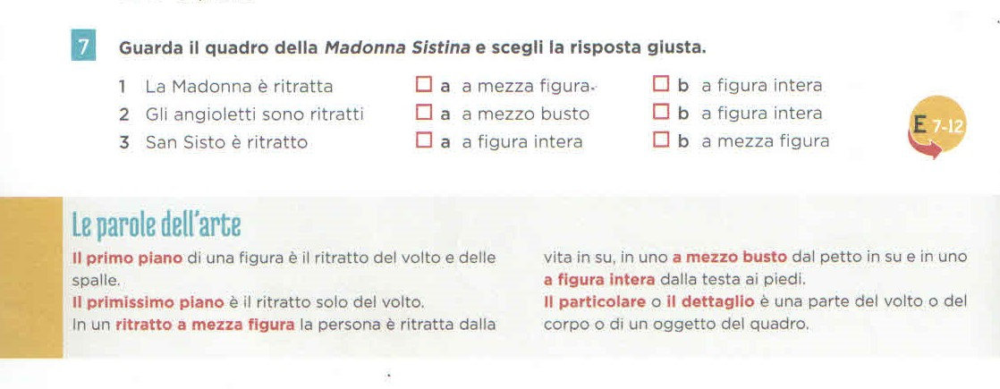 7 Guarda il quadro della Madonna Sistina e scegli la risposta giusta.
1 La Madonna è ritratta □ a a mezza figura. □ b a figura intera
2 Gli angioletti sono ritratti □ a a mezzo busto □ b a figura intera
3 San Sisto è ritratto □ a a figura intera □ b a mezza figura
E 7-12
Le parole dell'arte
Il primo piano di una figura è il ritratto del volto e delle
spalle.
Il primissimo piano è il ritratto solo del volto.
In un ritratto a mezza figura la persona è ritratta dalla
vita in su, in uno a mezzo busto dal petto in su e in uno
a figura intera dalla testa ai piedi.
Il particolare o il dettaglio è una parte del volto o del
corpo o di un oggetto del quadro.